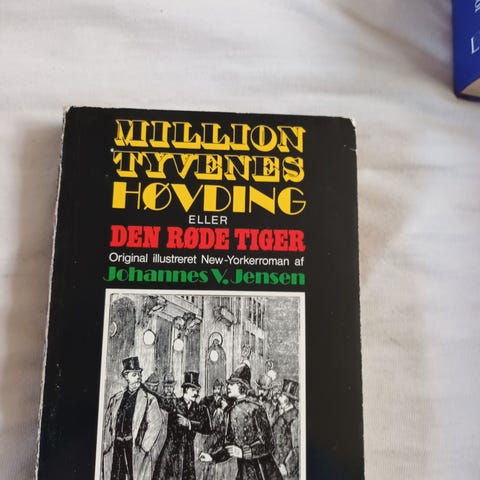 MILLION
TYVENES
HØVDING
ELLER
DEN RØDE TIGER
Original illustreret New-Yorkerroman af
Johannes V. Jensen